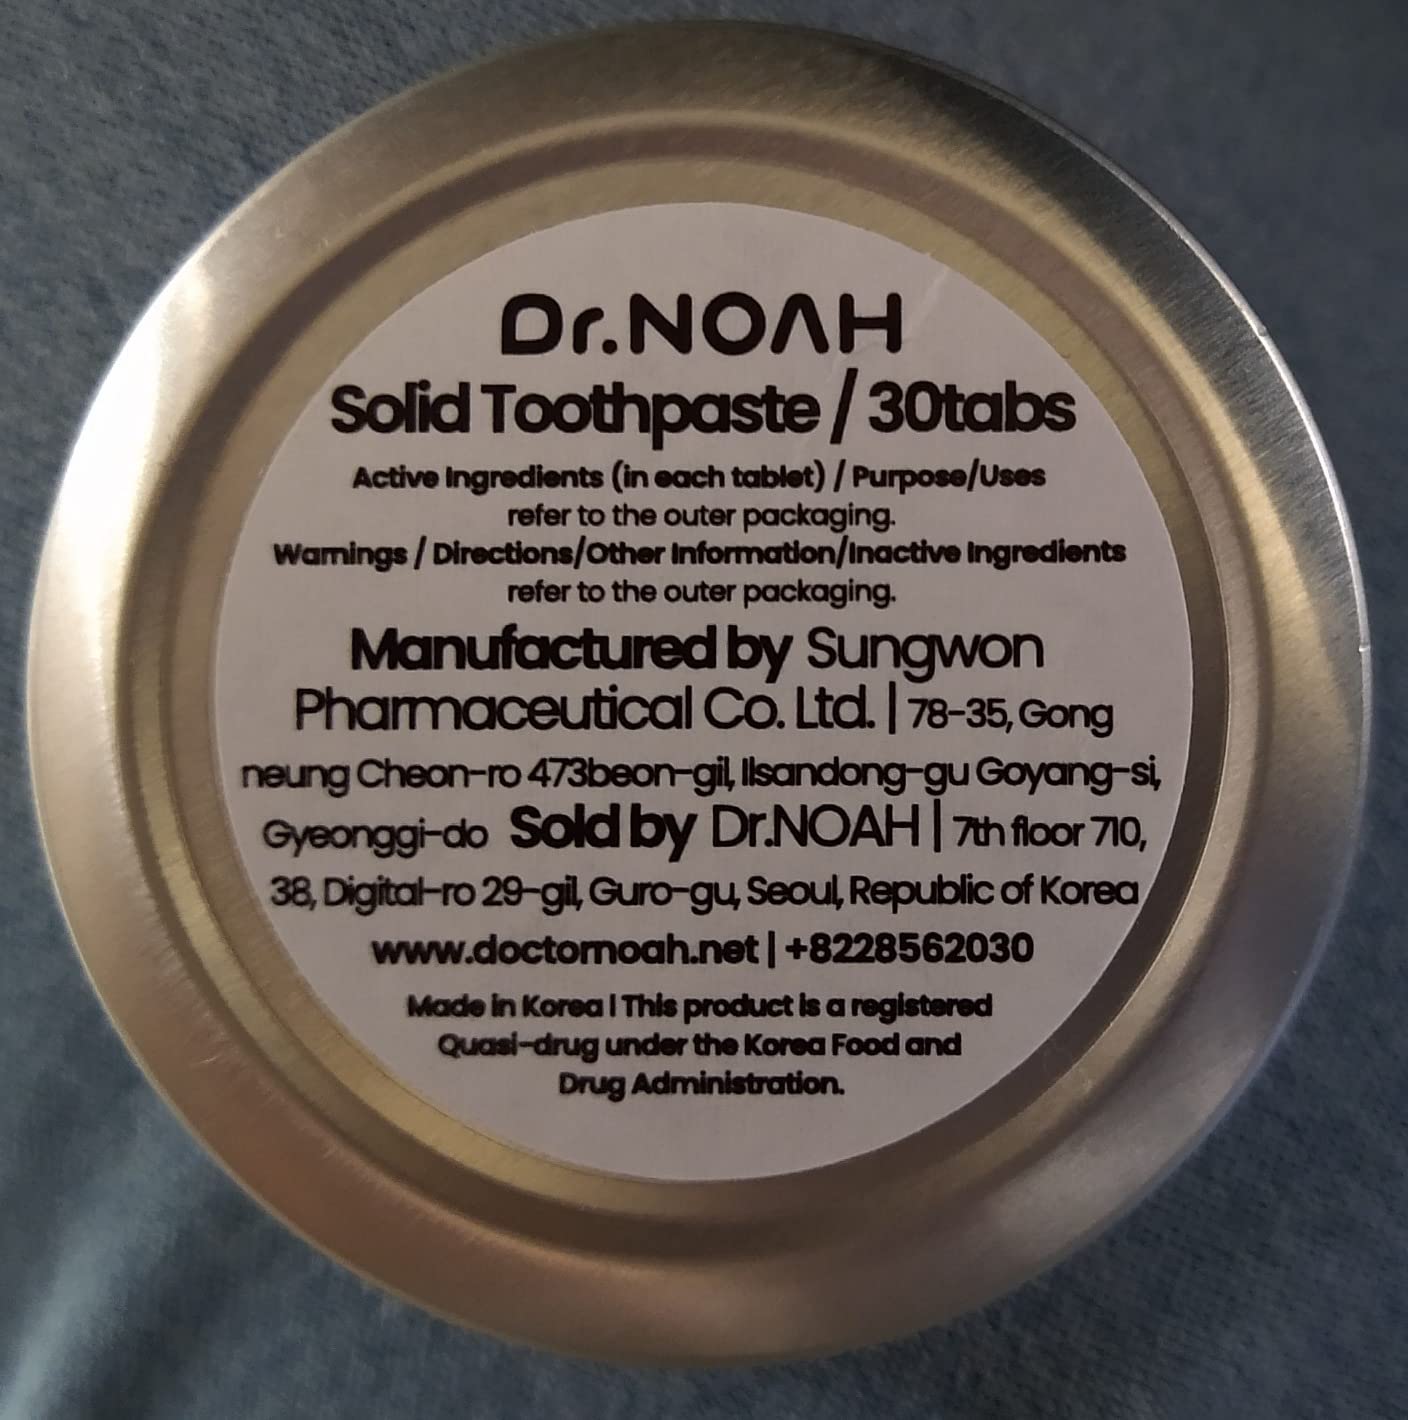 Dr.NOAH
Solid Toothpaste / 30tabs
Active Ingredients (in each tablet) / Purpose/Uses
refer to the outer packaging.
Warnings / Directions/Other Information/Inactive Ingredients
refer to the outer packaging.
Manufactured by Sungwon
Pharmaceutical Co. Ltd. | 78-35, Gong
neung Cheon-ro 473beon-gil, Ilsandong-gu Goyang-si,
Gyeonggi-do Sold by Dr.NOAH | 7th floor 710,
38, Digital-ro 29-gil, Guro-gu, Seoul, Republic of Korea
www.doctornoah.net | +8228562030
Made in Korea | This product is a registered
Quasi-drug under the Korea Food and
Drug Administration.